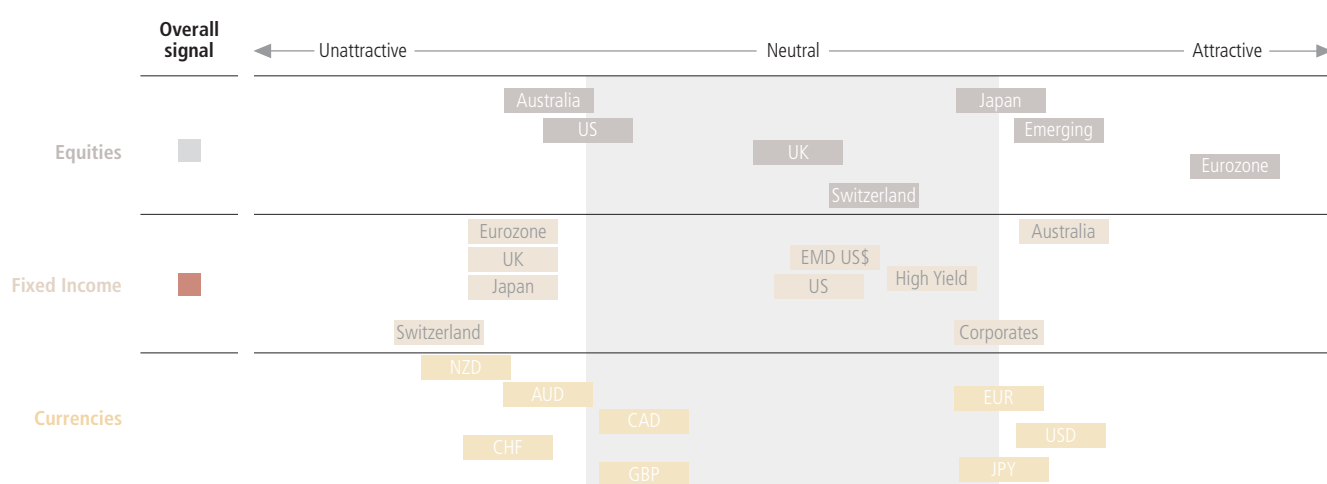 Overall
signal
Unattractive
Neutral
Attractive
Equities
Australia
Japan
US
Emerging
UK
Eurozone
Switzerland
Fixed Income
Eurozone
Australia
UK
EMD US$
Japan
US
High Yield
Switzerland
Corporates
Currencies
NZD
AUD
EUR
CAD
USD
CHF
GBP
JPY